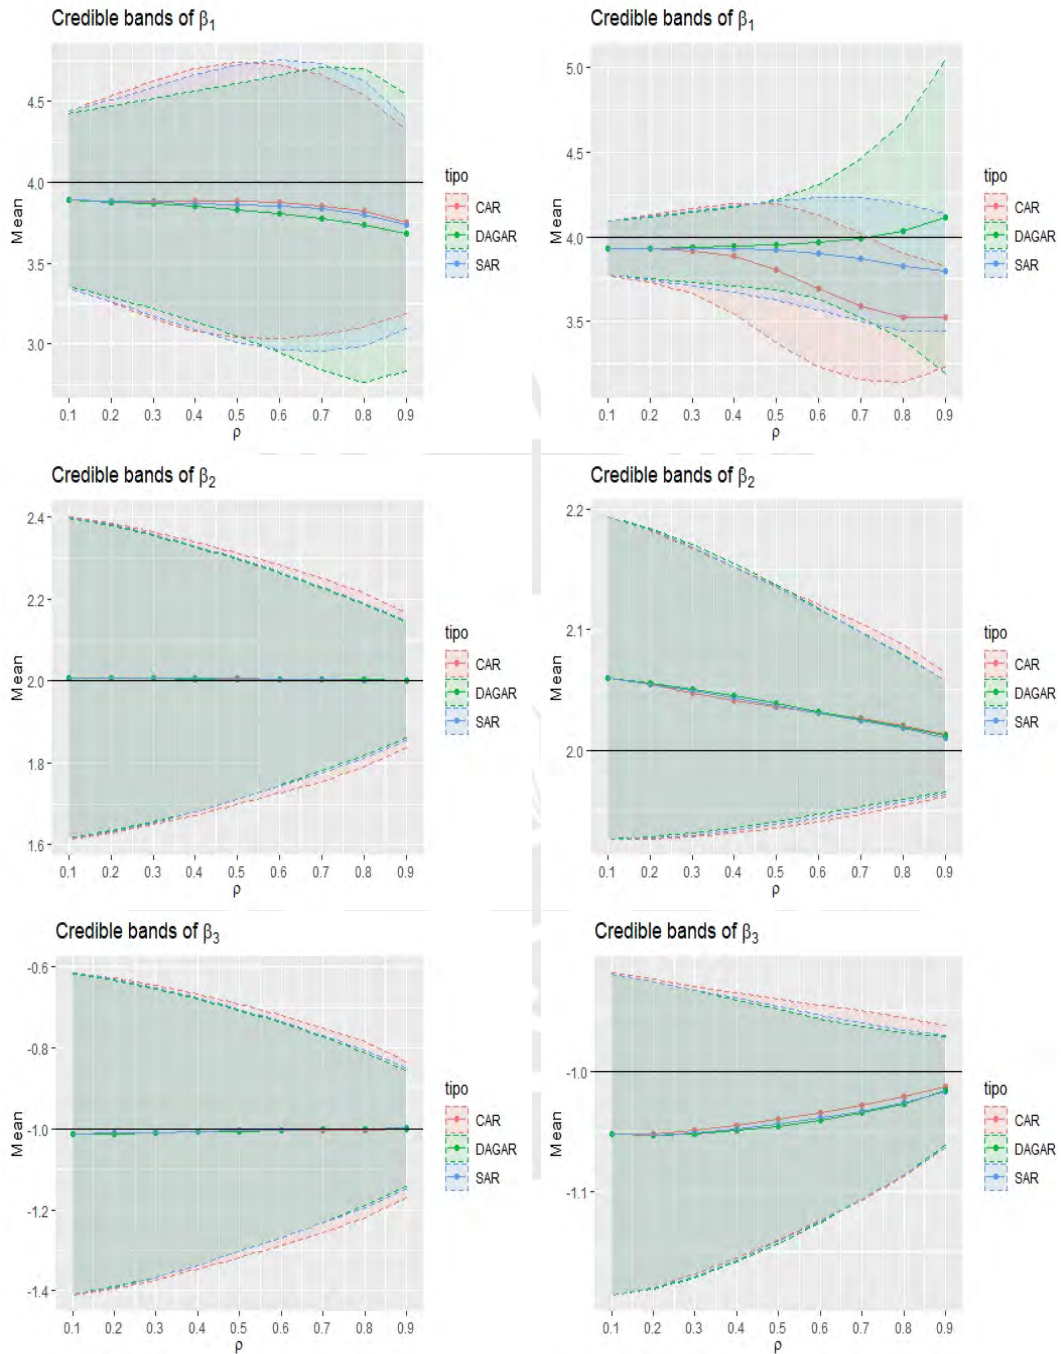 Credible bands of β1
4.5
4.0
3.5
3.0
Mean
0.1 0.2 0.3 0.4 0.5 0.6 0.7 0.8 0.9
ρ
tipo
CAR
DAGAR
SAR
Credible bands of β1
5.0
4.5
4.0
3.5
Mean
0.1 0.2 0.3 0.4 0.5 0.6 0.7 0.8 0.9
ρ
tipo
CAR
DAGAR
SAR
Credible bands of β2
2.4
2.2
2.0
1.8
1.6
Mean
0.1 0.2 0.3 0.4 0.5 0.6 0.7 0.8 0.9
ρ
tipo
CAR
DAGAR
SAR
Credible bands of β2
2.2
2.1
2.0
Mean
0.1 0.2 0.3 0.4 0.5 0.6 0.7 0.8 0.9
ρ
tipo
CAR
DAGAR
SAR
Credible bands of β3
-0.6
-0.8
-1.0
-1.2
-1.4
Mean
0.1 0.2 0.3 0.4 0.5 0.6 0.7 0.8 0.9
ρ
tipo
CAR
DAGAR
SAR
Credible bands of β3
-1.0
-1.1
Mean
0.1 0.2 0.3 0.4 0.5 0.6 0.7 0.8 0.9
ρ
tipo
CAR
DAGAR
SAR